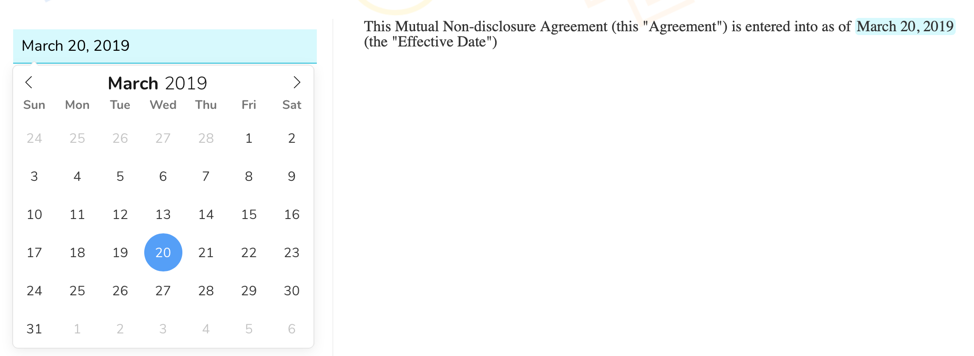 March 20, 2019
March 2019
Sun Mon Tue Wed Thu Fri Sat
24 25 26 27 28 1 2
3 4 5 6 7 8 9
10 11 12 13 14 15 16
17 18 19 20 21 22 23
24 25 26 27 28 29 30
31 1 2 3 4 5 6
This Mutual Non-disclosure Agreement (this "Agreement") is entered into as of March 20, 2019
(the "Effective Date")